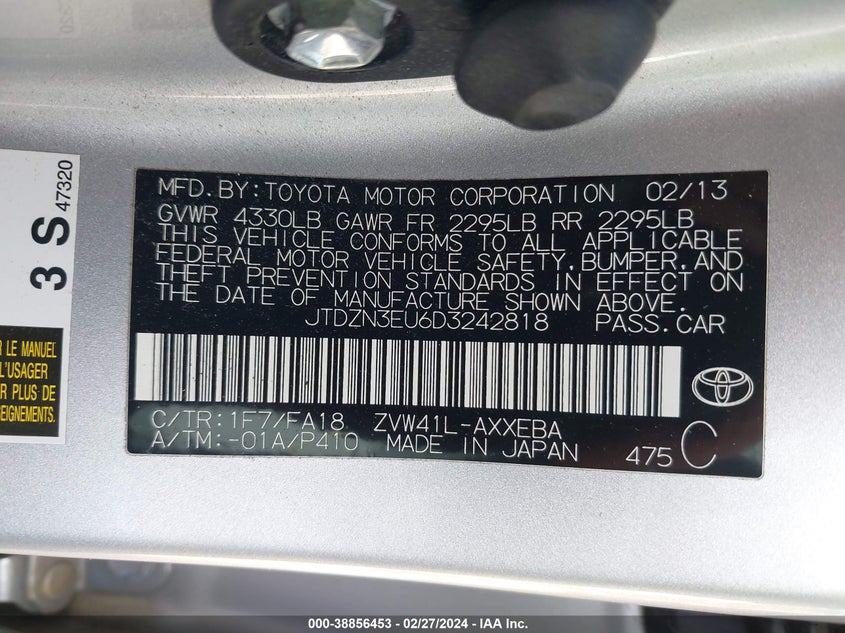 MFD. BY: TOYOTA MOTOR CORPORATION 02/13
GVWR 4330LB GAWR FR 2295LB RR 2295LB
THIS VEHICLE CONFORMS TO ALL APPLICABLE
FEDERAL MOTOR VEHICLE SAFETY, BUMPER, AND
THEFT PREVENTION STANDARDS IN EFFECT ON
THE DATE OF MANUFACTURE SHOWN ABOVE.
JTDZN3EU6D3242818 PASS. CAR
C/TR: 1F7/FA18 ZVW41L-AXXEBA
A/TM: -01A/P410 MADE IN JAPAN
475 C
3 S
47320
LE MANUEL
L'USAGER
PLUS DE
000-38856453 - 02/27/2024 - IAA Inc.